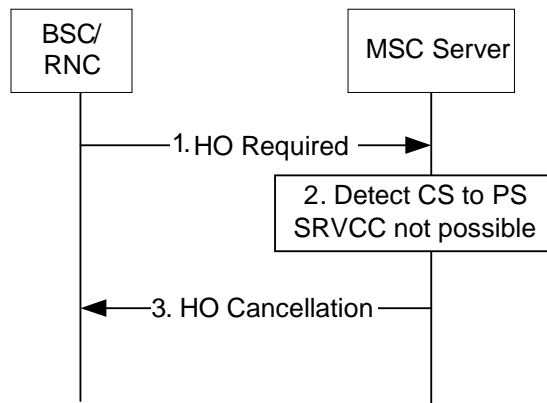 BSC/
RNC
MSC Server
1. HO Required
2. Detect CS to PS
SRVCC not possible
3. HO Cancellation